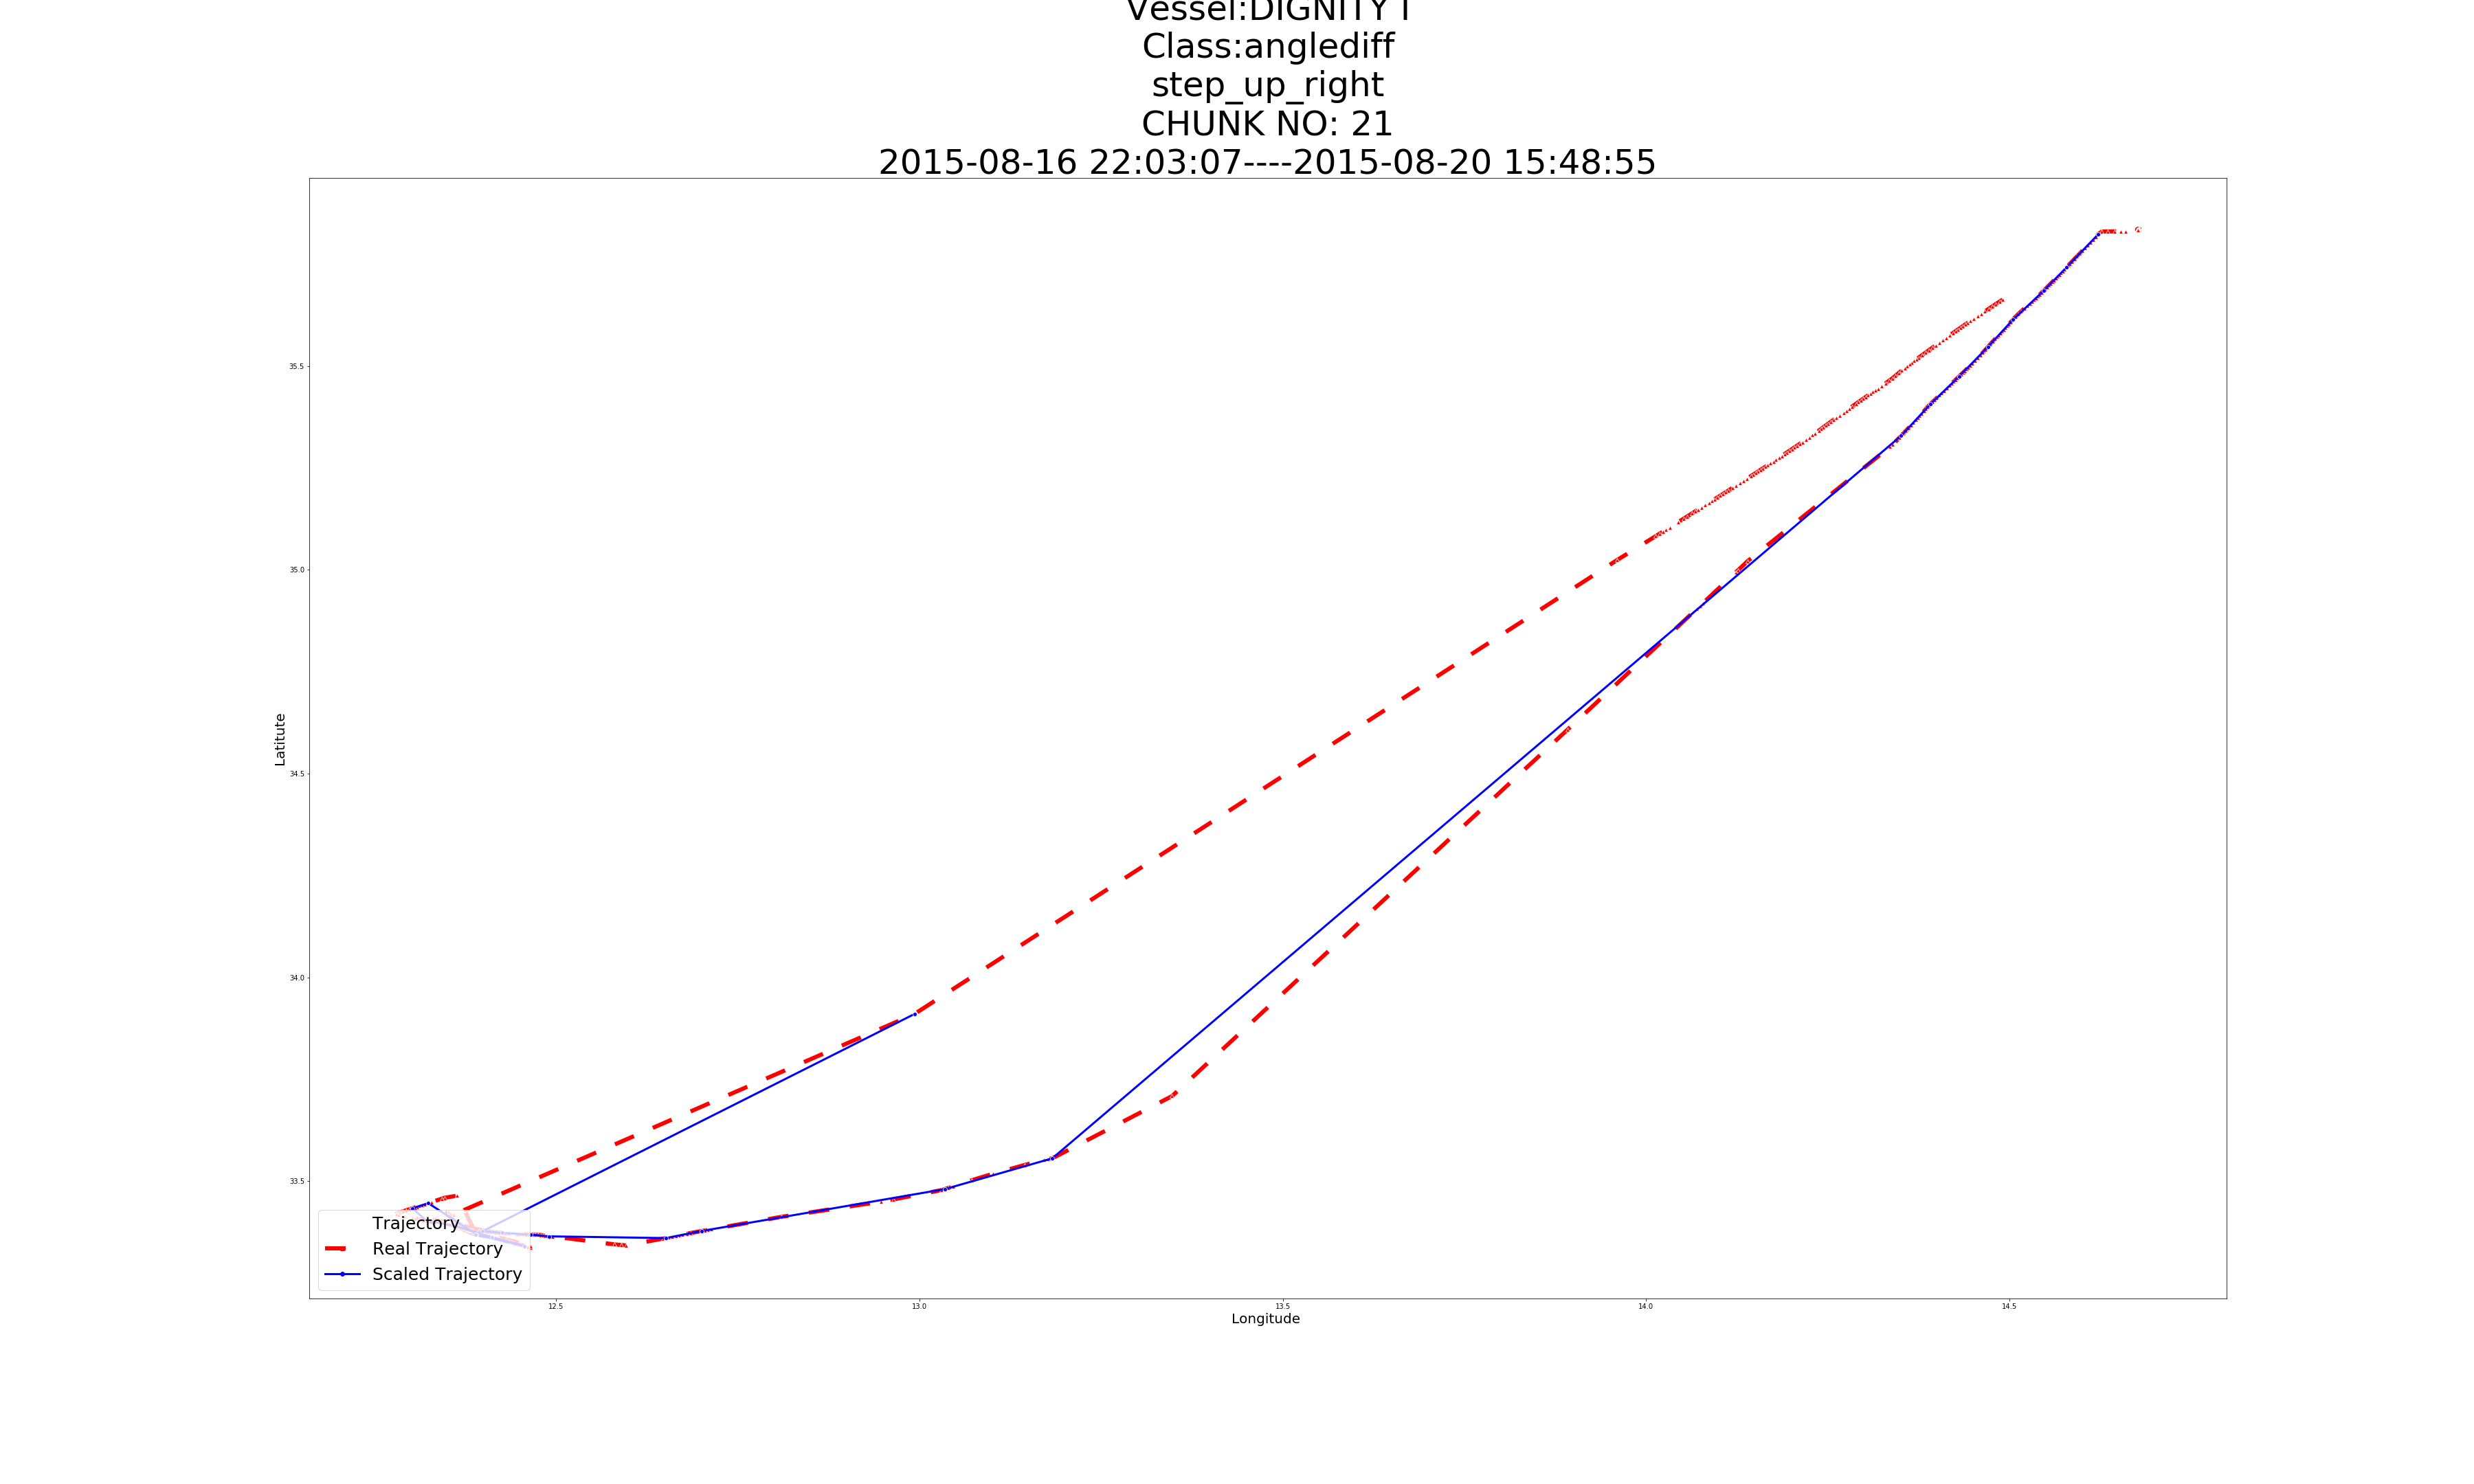 Vessel:DIGNITY I
Class:anglediff
step_up_right
CHUNK NO: 21
2015-08-16 22:03:07----2015-08-20 15:48:55
35.5
35.0
34.5
34.0
33.5
Latitute
Trajectory
Real Trajectory
Scaled Trajectory
12.5
13.0
13.5
14.0
14.5
Longitude